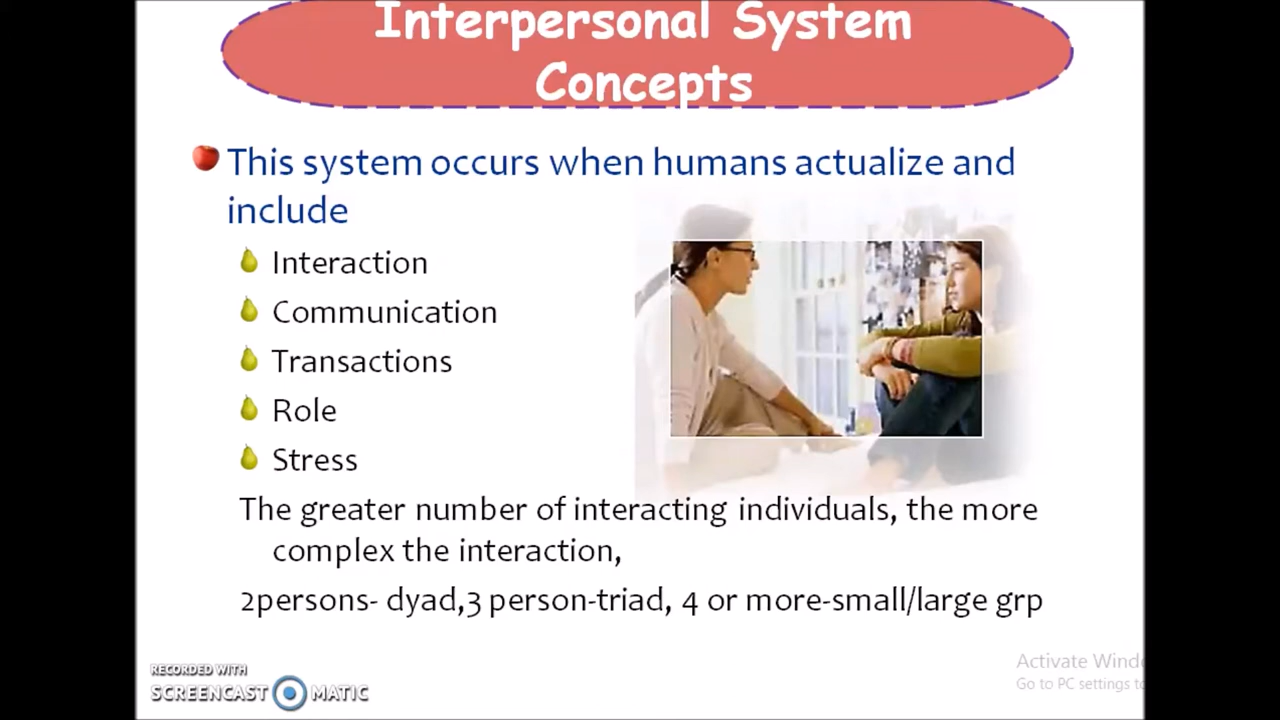 Interpersonal System
Concepts
This system occurs when humans actualize and
include
Interaction
Communication
Transactions
Role
Stress
The greater number of interacting individuals, the more
complex the interaction,
2persons- dyad,3 person-triad, 4 or more-small/large grp
RECORDED WITH
SCREENCAST MATIC
Activate Windo
Go to PC settings to